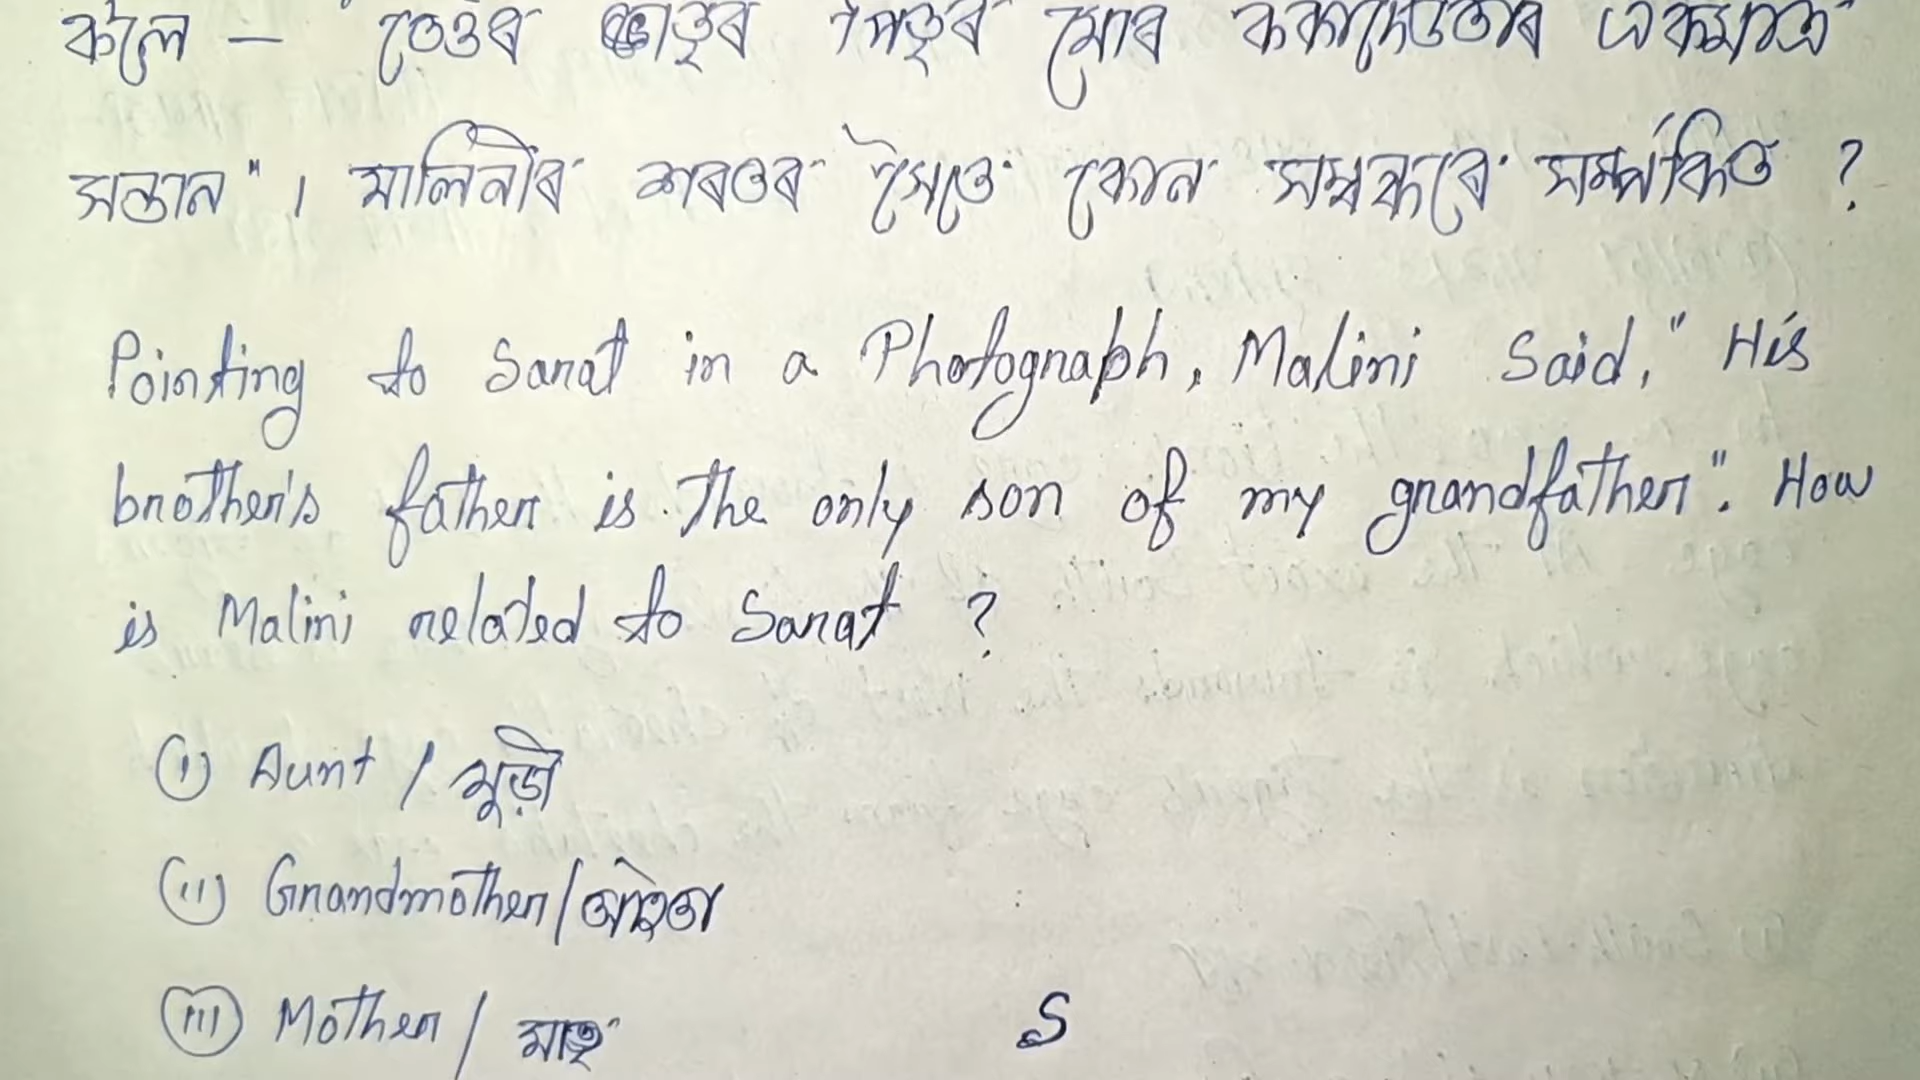 ক'লে — "তেওঁৰ ভাতৃৰ পিতৃৰ মোৰ ককাদেউতাৰ একমাত্ৰ
সন্তান"। মালিনীৰ শৰতৰ সৈতে কোন সম্বন্ধৰে সম্পৰ্কিত ?
Pointing to Sarat in a Photograph, Malini Said, "His
brother's father is the only son of my grandfather". How
is Malini related to Sarat ?
(i) Aunt / মুড়ী
(ii) Grandmother /
(iii) Mother / মাতৃ
S